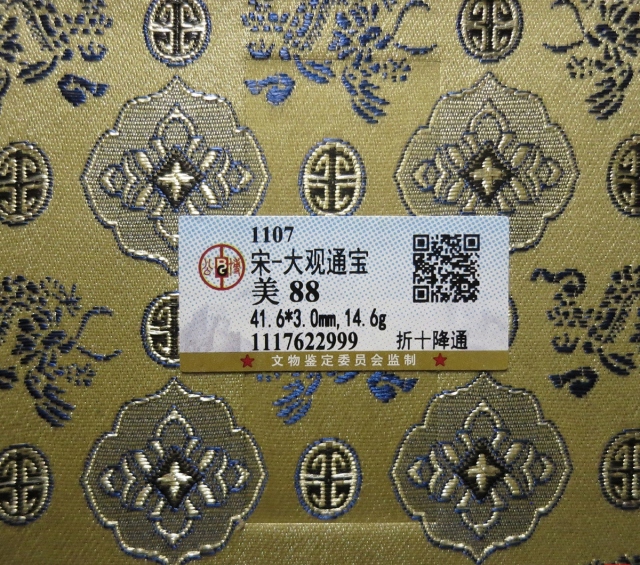 1107
宋-大观通宝
美 88
41.6*3.0mm,14.6g
1117622999 折十降通
★ 文物鉴定委员会监制 ★